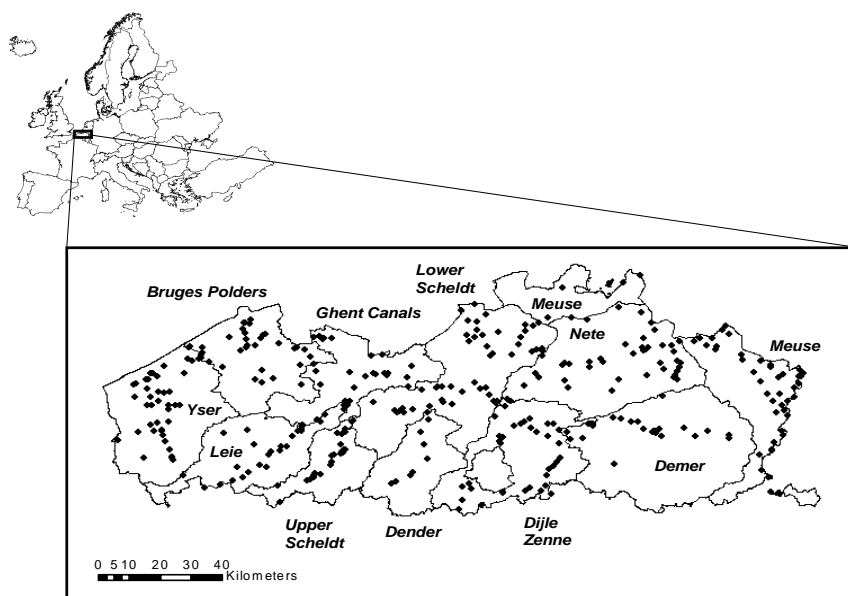 Lower
Scheldt
Bruges Polders
Meuse
Ghent Canals
Nete
Meuse
Yser
Leie
Demer
Upper
Scheldt
Dender
Dijle
Zenne
0 5 10 20 30 40
Kilometers